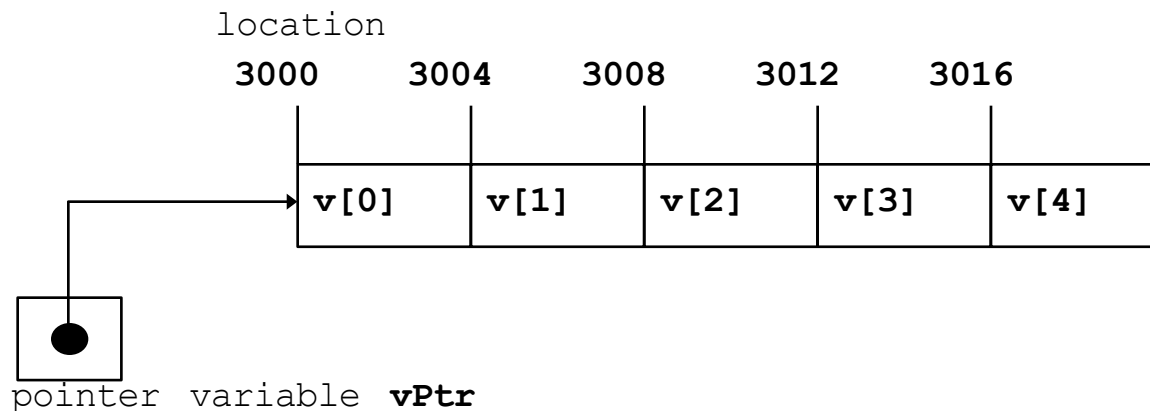 location
3000 3004 3008 3012 3016
v[0] v[1] v[2] v[3] v[4]
pointer variable vPtr